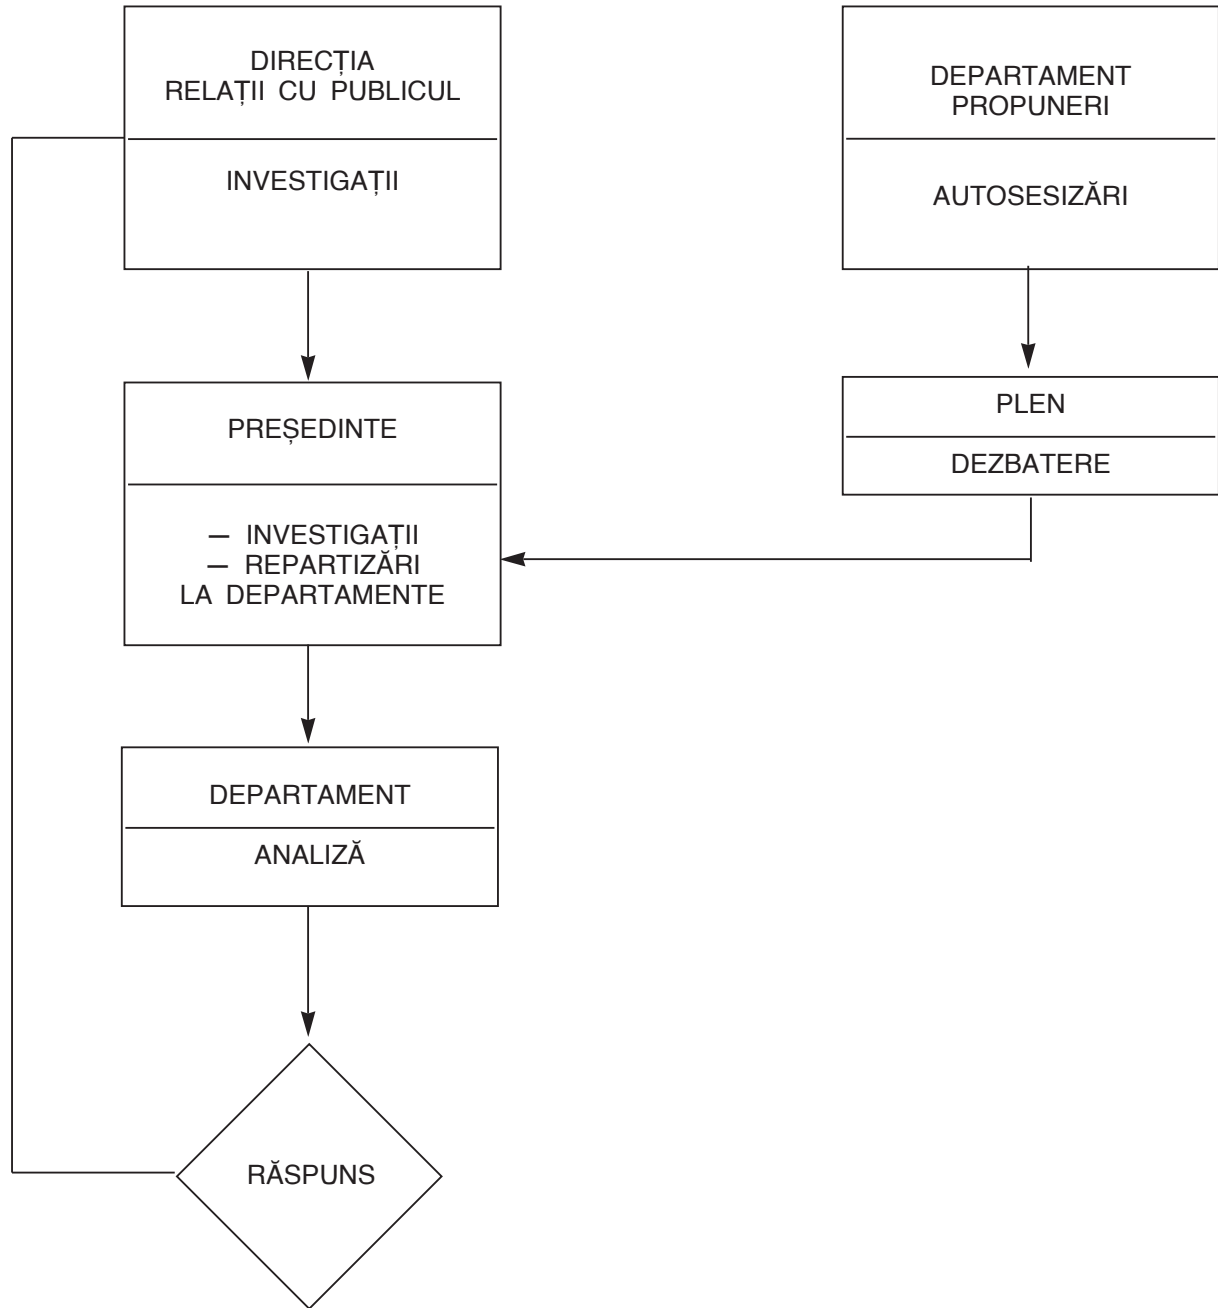 DIRECȚIA
RELAȚII CU PUBLICUL
INVESTIGAȚII
DEPARTAMENT
PROPUNERI
AUTOSESIZĂRI
PREȘEDINTE
— INVESTIGAȚII
— REPARTIZĂRI
LA DEPARTAMENTE
PLEN
DEZBATERE
DEPARTAMENT
ANALIZĂ
RĂSPUNS